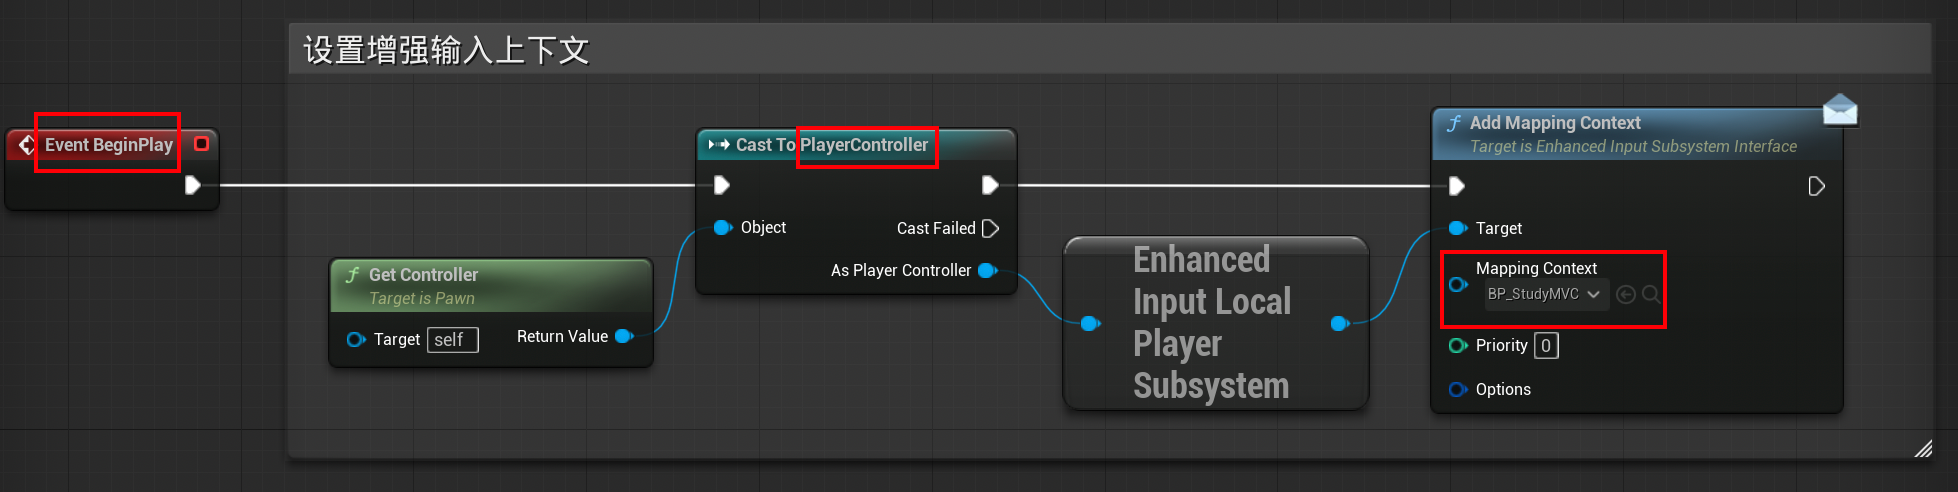 设置增强输入上下文
Event BeginPlay
Get Controller
Target is Pawn
Target self
Return Value
Cast To PlayerController
Object
Cast Failed
As Player Controller
Enhanced
Input Local
Player
Subsystem
Add Mapping Context
Target is Enhanced Input Subsystem Interface
Target
Mapping Context
BP_StudyMVC
Priority 0
Options